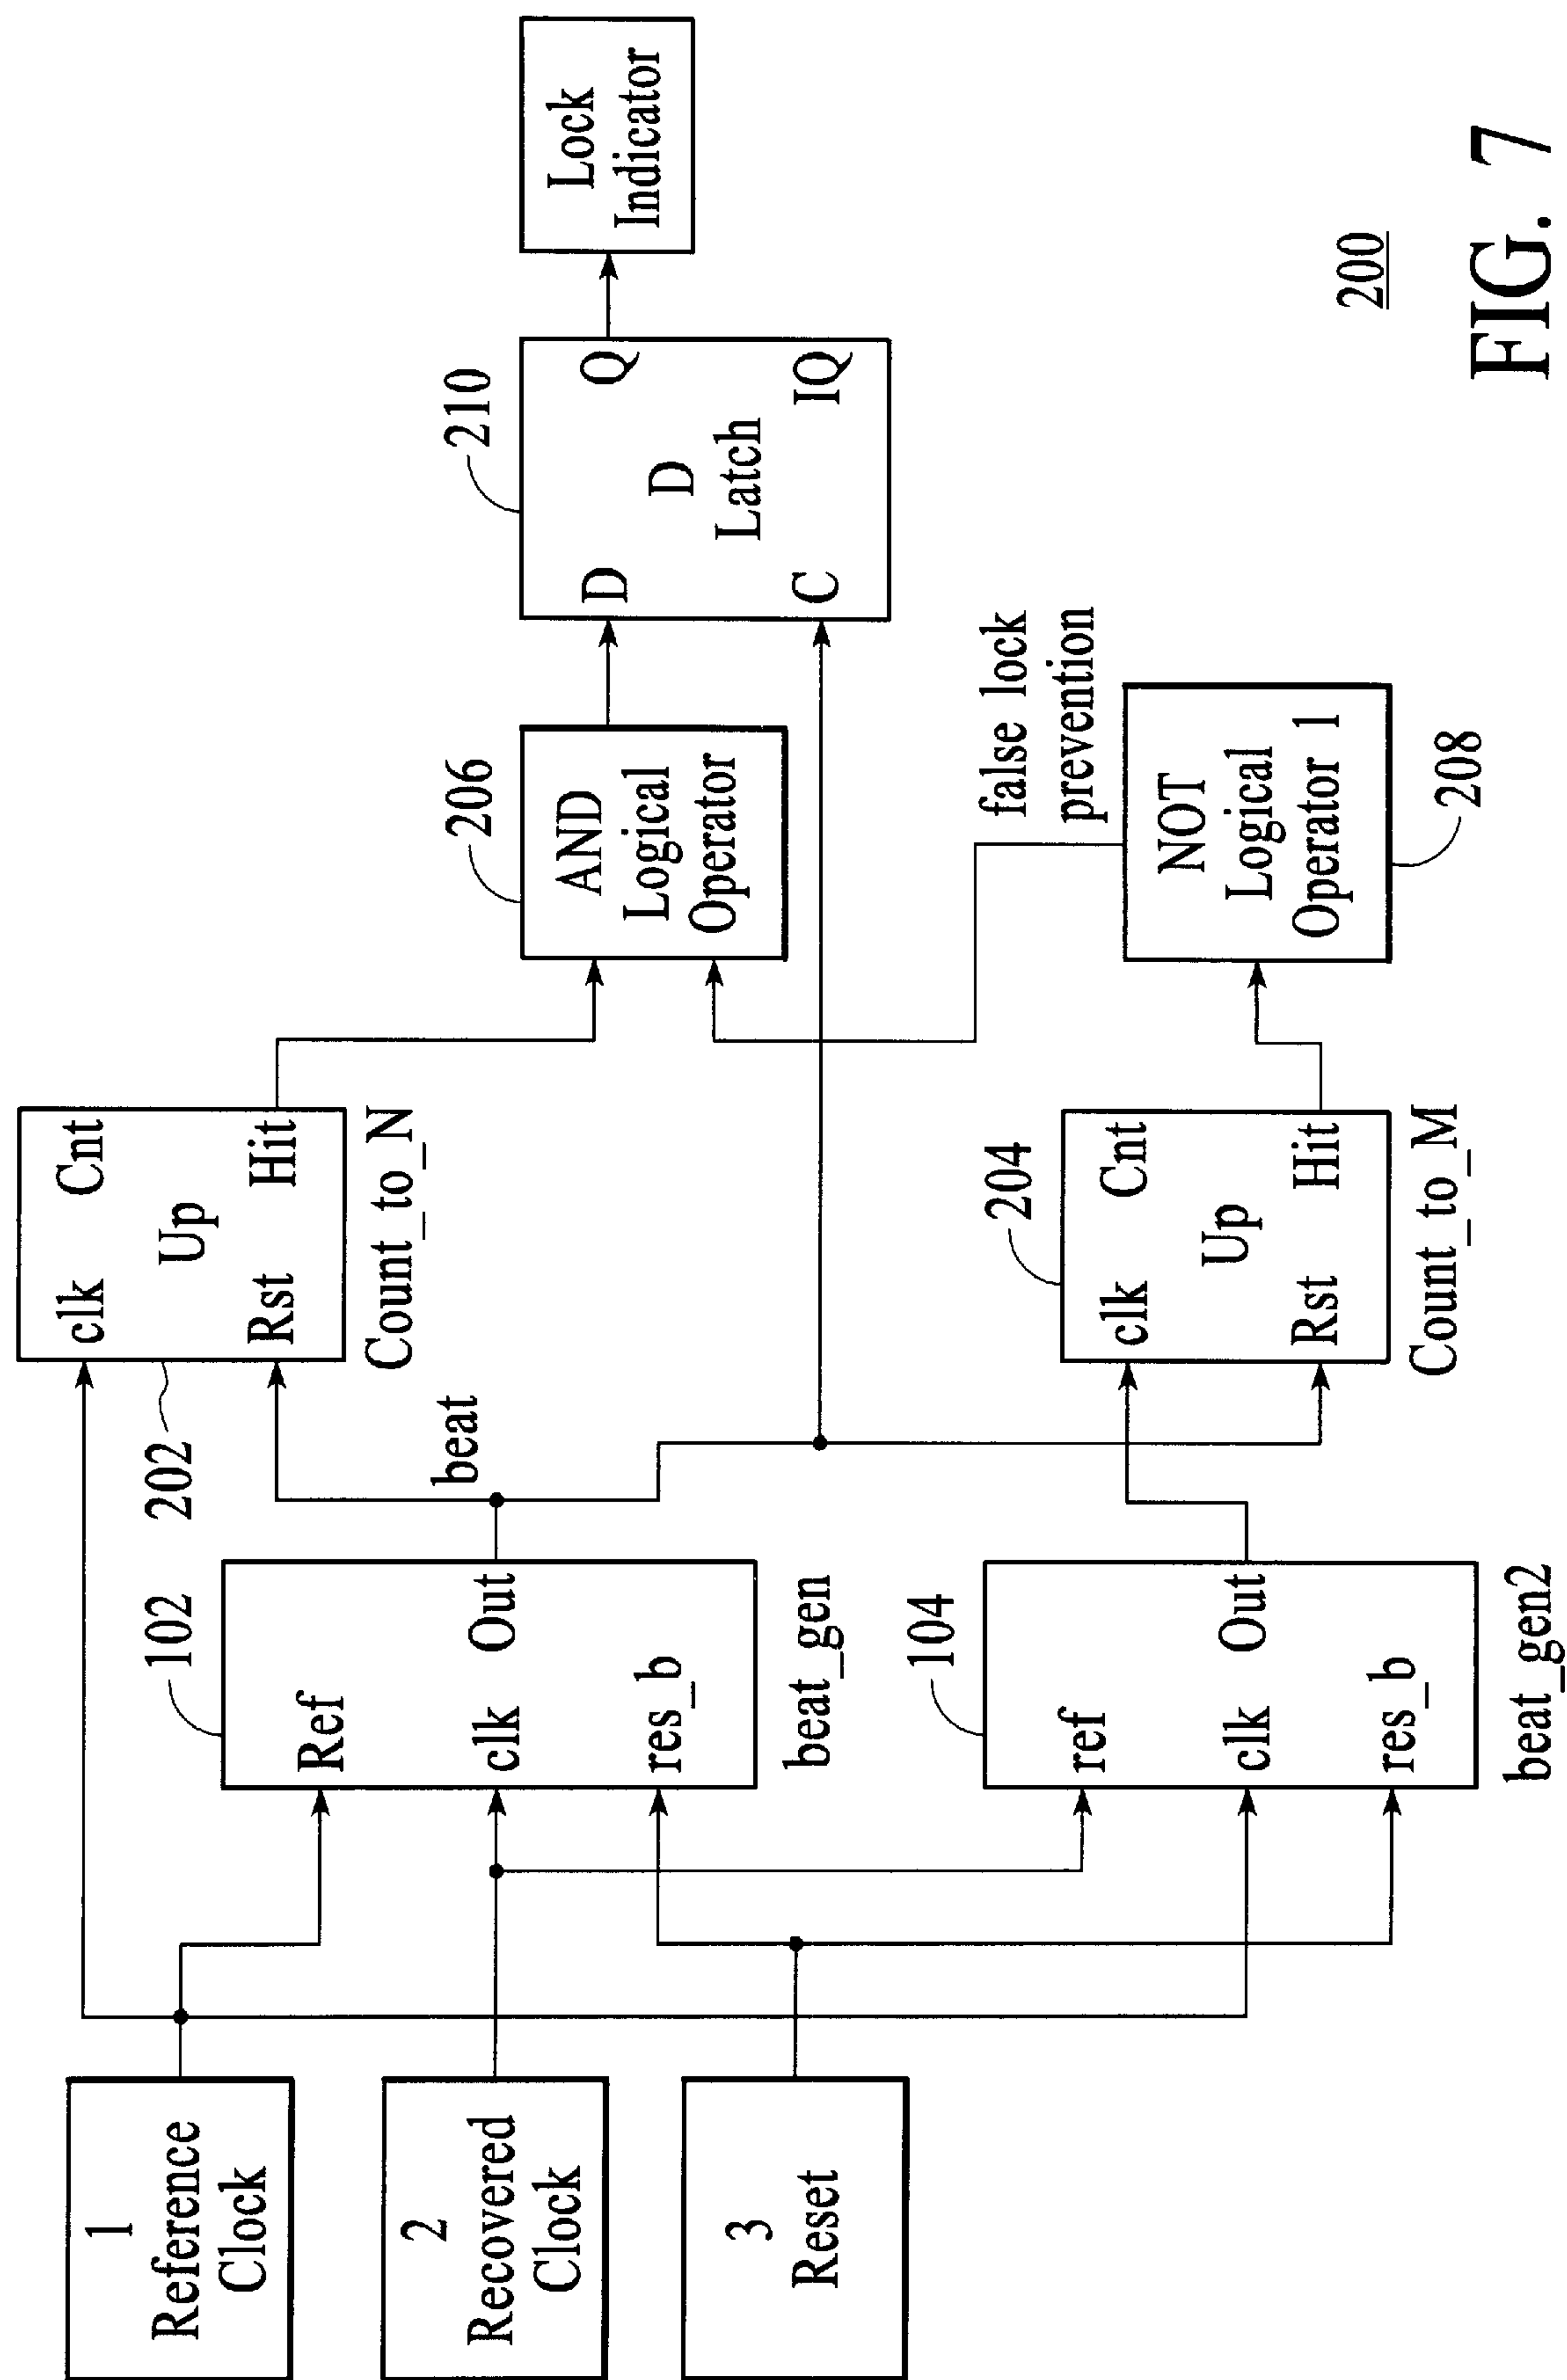 1
Reference
Clock
2
Recovered
Clock
3
Reset
102
Ref
clk
Out
res_b
beat_gen
104
ref
clk
Out
res_b
beat_gen2
beat
202
clk
Cnt
Up
Rst
Hit
Count_to_N
204
clk
Cnt
Up
Rst
Hit
Count_to_M
206
AND
Logical
Operator
false lock
prevention
NOT
Logical
Operator 1
208
210
D
Q
D
Latch
C
IQ
Lock
Indicator
200
FIG. 7